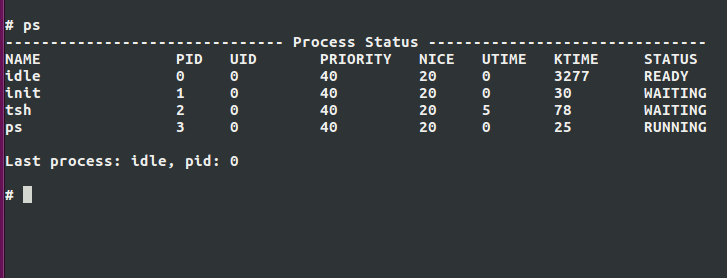 # ps
------------------------------- Process Status -------------------------------
NAME              PID   UID       PRIORITY   NICE   UTIME   KTIME     STATUS
idle              0     0         40         20     0       3277      READY
init              1     0         40         20     0       30        WAITING
tsh               2     0         40         20     5       78        WAITING
ps                3     0         40         20     0       25        RUNNING
Last process: idle, pid: 0
#